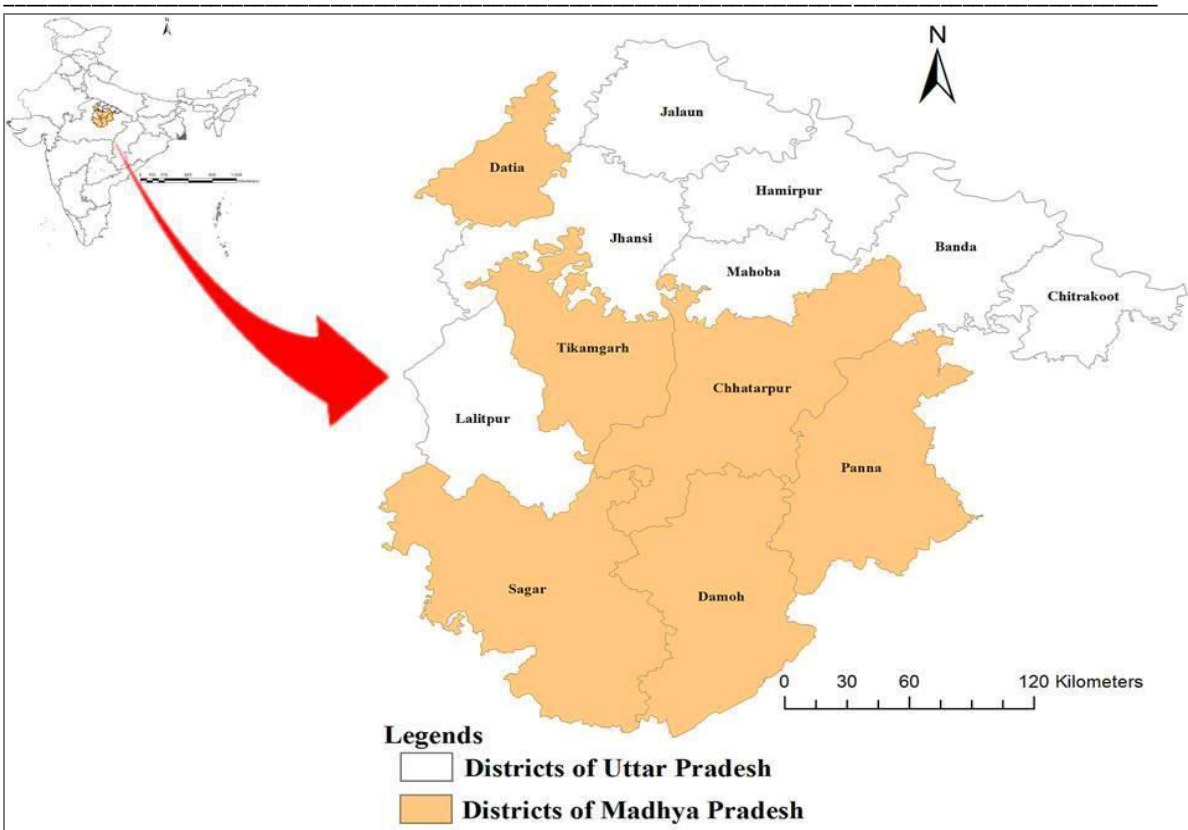 N
N
Jalaun
Datia
Hamirpur
Jhansi
Banda
Mahoba
Chitrakoot
Tikamgarh
Chhatarpur
Lalitpur
Panna
Sagar
Damoh
0 30 60 120 Kilometers
Legends
Districts of Uttar Pradesh
Districts of Madhya Pradesh